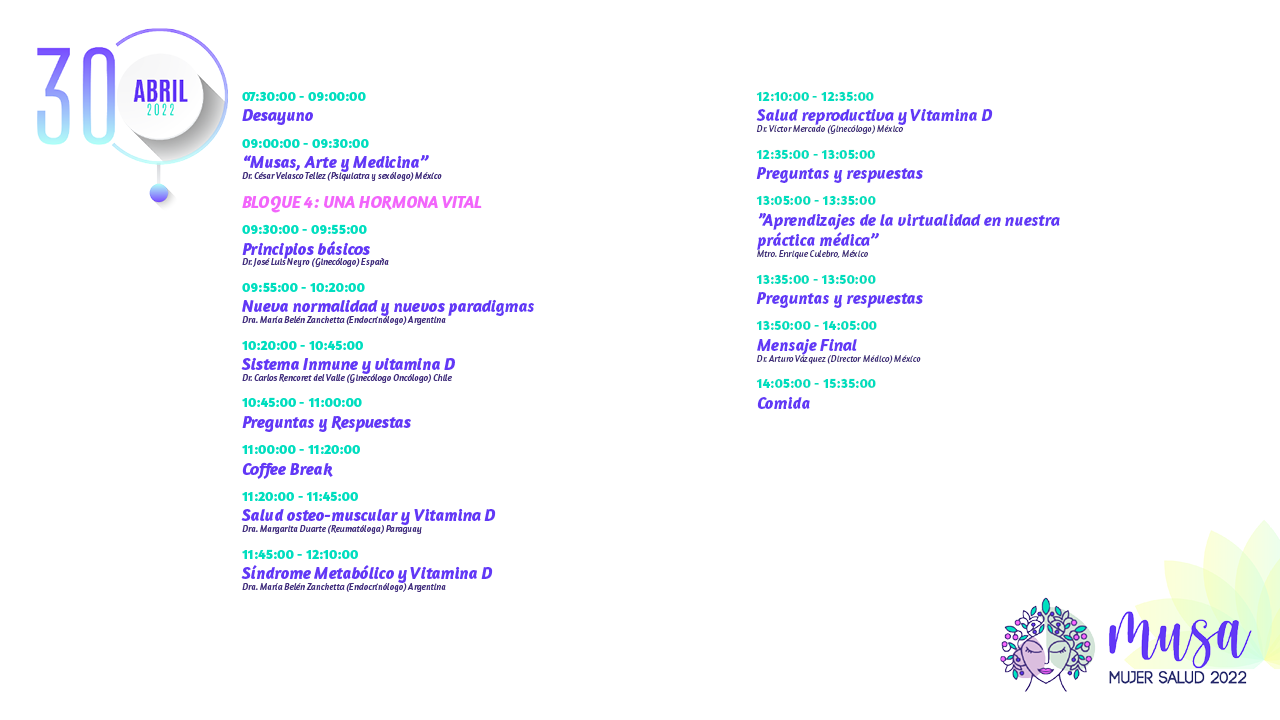 30
ABRIL
2022
07:30:00 - 09:00:00
Desayuno
09:00:00 - 09:30:00
“Musas, Arte y Medicina”
Dr. César Velasco Tellez (Psiquiatra y sexólogo) México
BLOQUE 4: UNA HORMONA VITAL
09:30:00 - 09:55:00
Principios básicos
Dr. José Luis Neyro (Ginecólogo) España
09:55:00 - 10:20:00
Nueva normalidad y nuevos paradigmas
Dra. María Belén Zanchetta (Endocrinólogo) Argentina
10:20:00 - 10:45:00
Sistema Inmune y vitamina D
Dr. Carlos Rencoret del Valle (Ginecólogo Oncólogo) Chile
10:45:00 - 11:00:00
Preguntas y Respuestas
11:00:00 - 11:20:00
Coffee Break
11:20:00 - 11:45:00
Salud osteo-muscular y Vitamina D
Dra. Margarita Duarte (Reumatóloga) Paraguay
11:45:00 - 12:10:00
Síndrome Metabólico y Vitamina D
Dra. María Belén Zanchetta (Endocrinólogo) Argentina
12:10:00 - 12:35:00
Salud reproductiva y Vitamina D
Dr. Víctor Mercado (Ginecólogo) México
12:35:00 - 13:05:00
Preguntas y respuestas
13:05:00 - 13:35:00
”Aprendizajes de la virtualidad en nuestra
práctica médica”
Mtro. Enrique Culebro, México
13:35:00 - 13:50:00
Preguntas y respuestas
13:50:00 - 14:05:00
Mensaje Final
Dr. Arturo Vázquez (Director Médico) México
14:05:00 - 15:35:00
Comida
musa
MUJER SALUD 2022